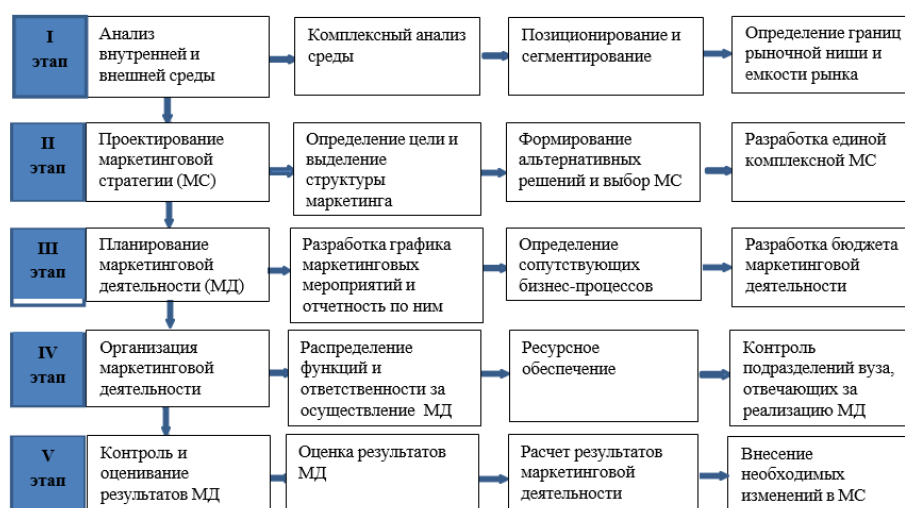 I
этап
Анализ
внутренней и
внешней среды
Комплексный анализ
среды
Позиционирование и
сегментирование
Определение границ
рыночной ниши и
емкости рынка
II
этап
Проектирование
маркетинговой
стратегии (МС)
Определение цели и
выделение
структуры
маркетинга
Формирование
альтернативных
решений и выбор МС
Разработка единой
комплексной МС
III
этап
Планирование
маркетинговой
деятельности (МД)
Разработка графика
маркетинговых
мероприятий и
отчетность по ним
Определение
сопутствующих
бизнес-процессов
Разработка бюджета
маркетинговой
деятельности
IV
этап
Организация
маркетинговой
деятельности
Распределение
функций и
ответственности за
осуществление МД
Ресурсное
обеспечение
Контроль
подразделений вуза,
отвечающих за
реализацию МД
V
этап
Контроль и
оценивание
результатов МД
Оценка результатов
МД
Расчет результатов
маркетинговой
деятельности
Внесение
необходимых
изменений в МС